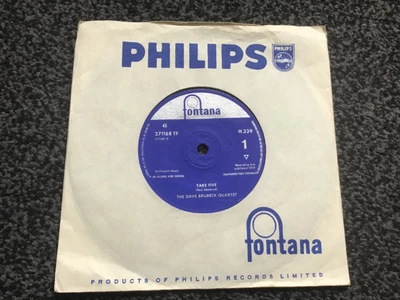 PHILIPS
PHILIPS
fontana
45
271168 TF
H.339
1
TAKE FIVE
(Paul Desmond)
THE DAVE BRUBECK QUARTET
fontana
PRODUCTS OF PHILIPS RECORDS LIMITED